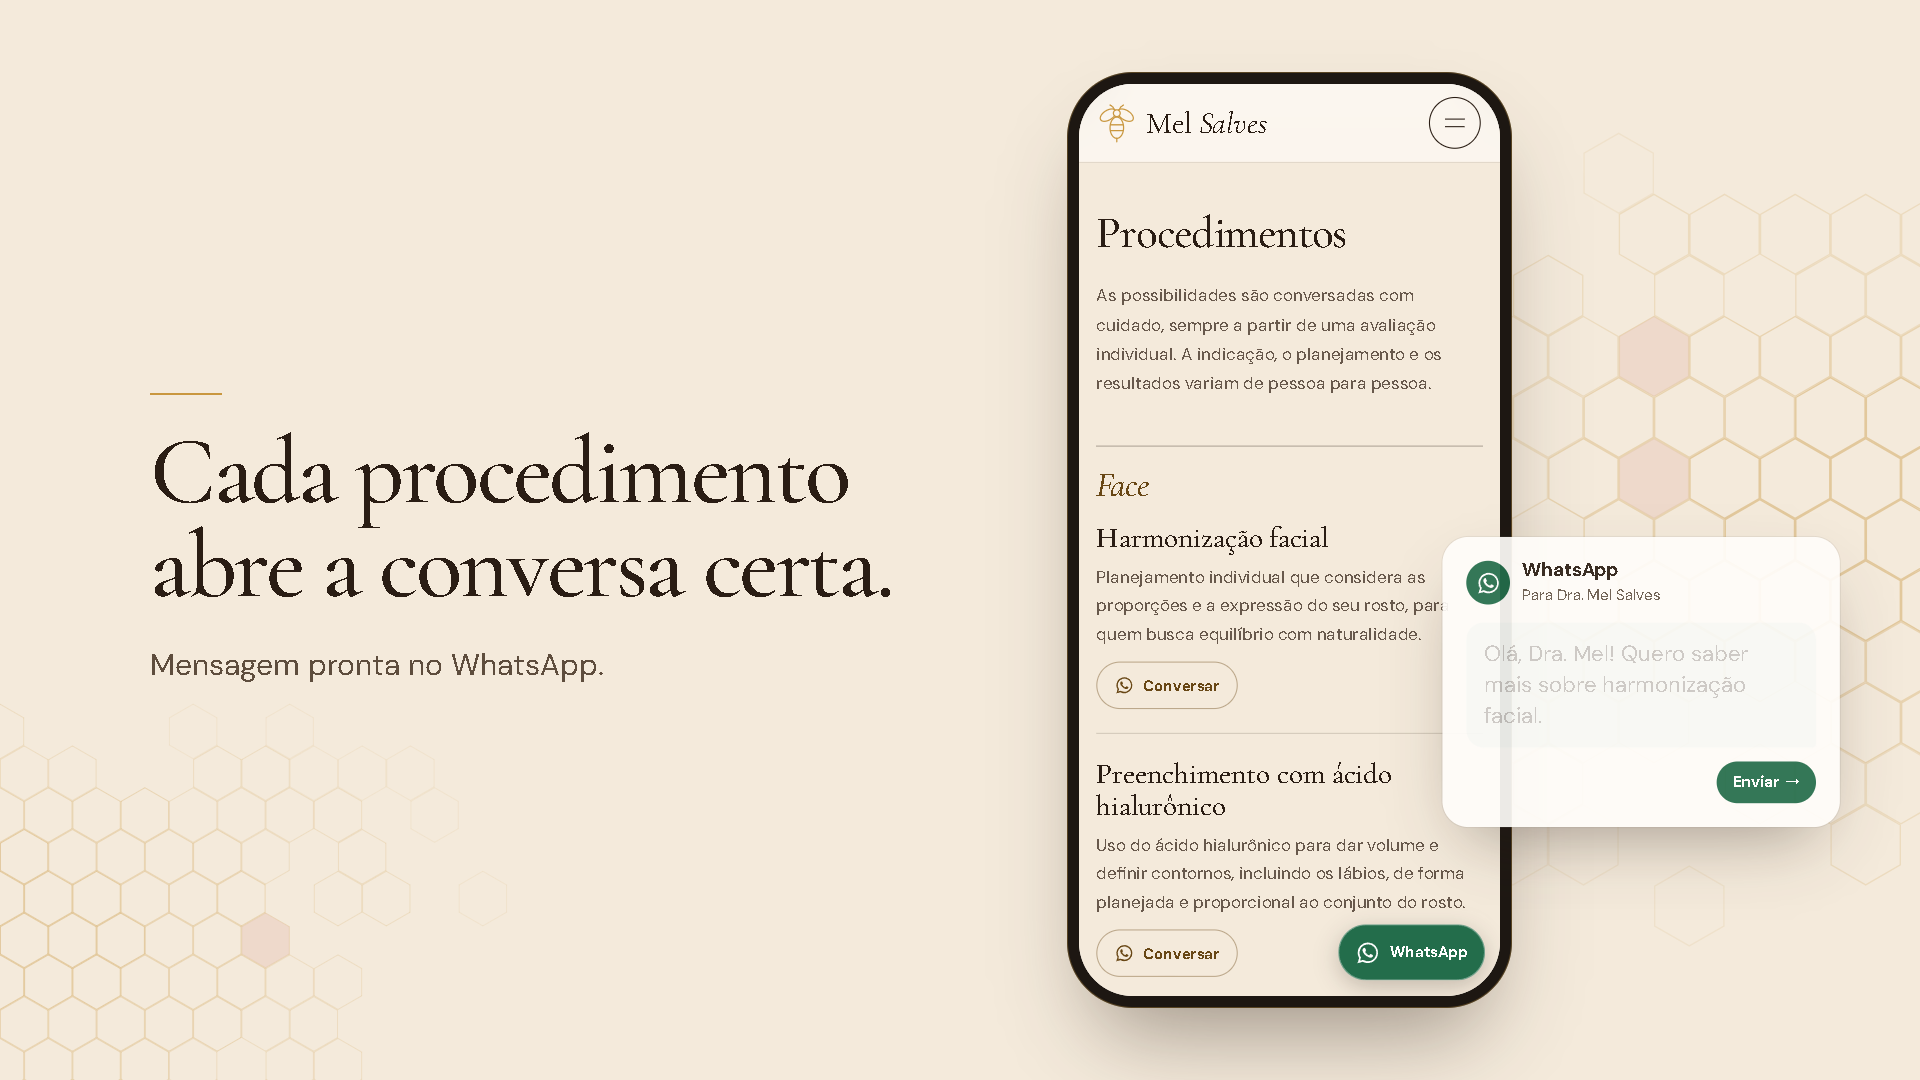 Cada procedimento
abre a conversa certa.
Mensagem pronta no WhatsApp.
Mel Salves
Procedimentos
As possibilidades são conversadas com
cuidado, sempre a partir de uma avaliação
individual. A indicação, o planejamento e os
resultados variam de pessoa para pessoa.
Face
Harmonização facial
Planejamento individual que considera as
proporções e a expressão do seu rosto, para
quem busca equilíbrio com naturalidade.
Conversar
Preenchimento com ácido
hialurônico
Uso do ácido hialurônico para dar volume e
definir contornos, incluindo os lábios, de forma
planejada e proporcional ao conjunto do rosto.
Conversar
WhatsApp
WhatsApp
Para Dra. Mel Salves
Olá, Dra. Mel! Quero saber
mais sobre harmonização
facial.
Enviar →